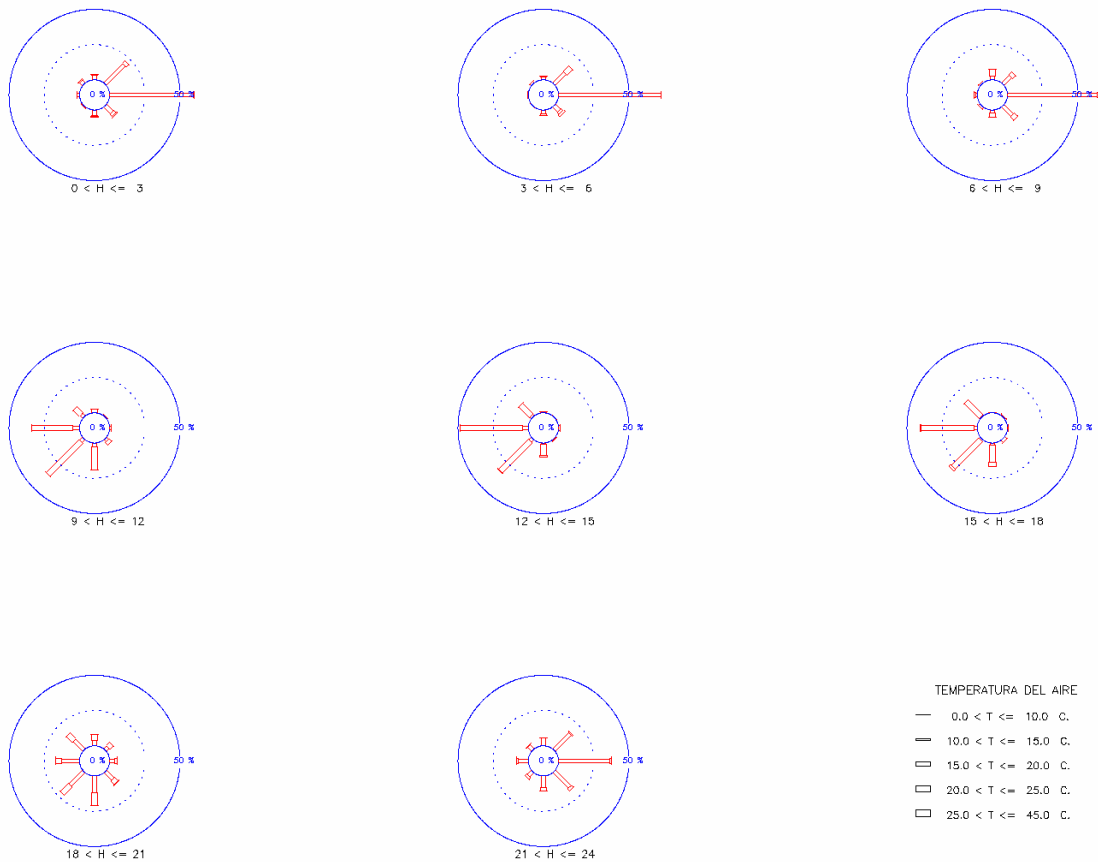 0 % 50 %
0 < H <= 3
0 % 50 %
3 < H <= 6
0 % 50 %
6 < H <= 9
0 % 50 %
9 < H <= 12
0 % 50 %
12 < H <= 15
0 % 50 %
15 < H <= 18
0 % 50 %
18 < H <= 21
0 % 50 %
21 < H <= 24
TEMPERATURA DEL AIRE
0.0 < T <= 10.0 C.
10.0 < T <= 15.0 C.
15.0 < T <= 20.0 C.
20.0 < T <= 25.0 C.
25.0 < T <= 45.0 C.